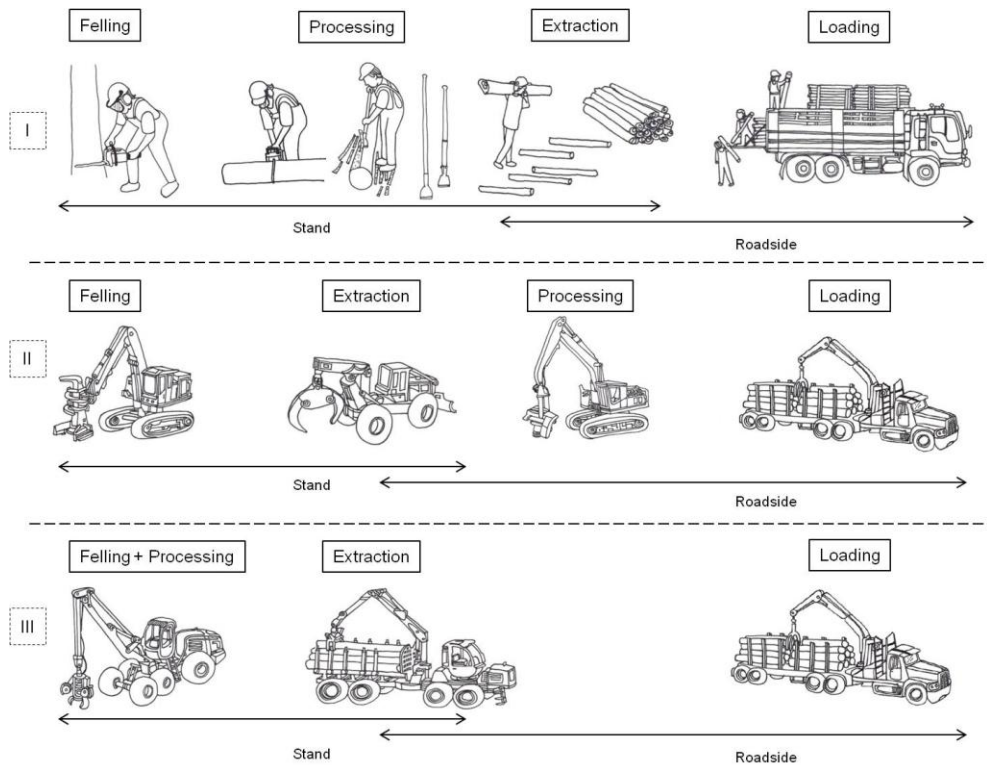 Felling
Processing
Extraction
Loading
I
Stand
Roadside
Felling
Extraction
Processing
Loading
II
Stand
Roadside
Felling + Processing
Extraction
Loading
III
Stand
Roadside